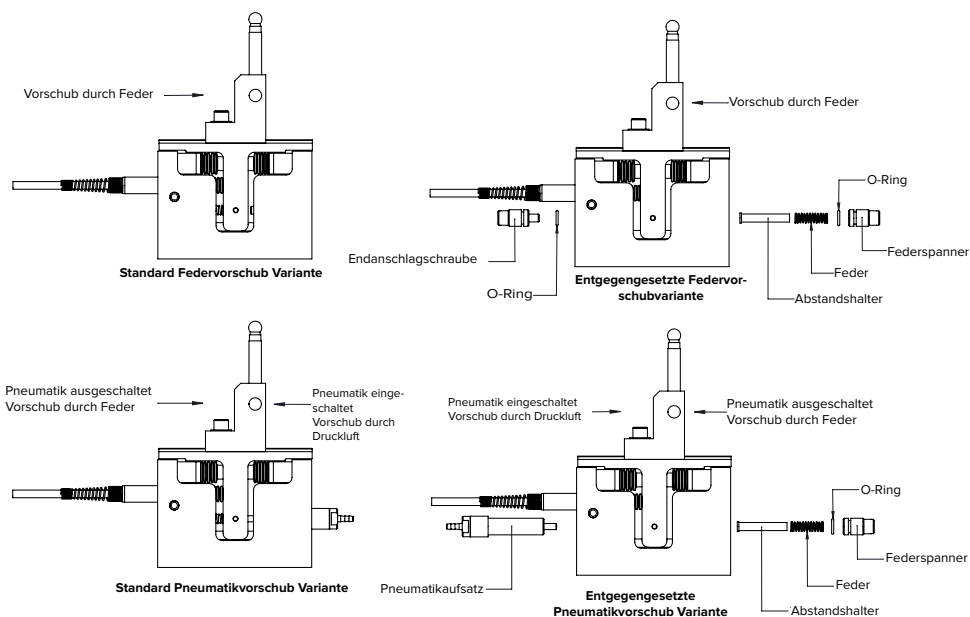 Vorschub durch Feder
Standard Federvorschub Variante
Vorschub durch Feder
O-Ring
Federspanner
Endanschlagschraube
Feder
O-Ring
Abstandshalter
Entgegengesetzte Federvor-
schubvariante
Pneumatik ausgeschaltet
Vorschub durch Feder
Pneumatik einge-
schaltet
Vorschub durch
Druckluft
Standard Pneumatikvorschub Variante
Pneumatik eingeschaltet
Vorschub durch Druckluft
Pneumatik ausgeschaltet
Vorschub durch Feder
O-Ring
Federspanner
Pneumatikaufsatz
Feder
Abstandshalter
Entgegengesetzte
Pneumatikvorschub Variante